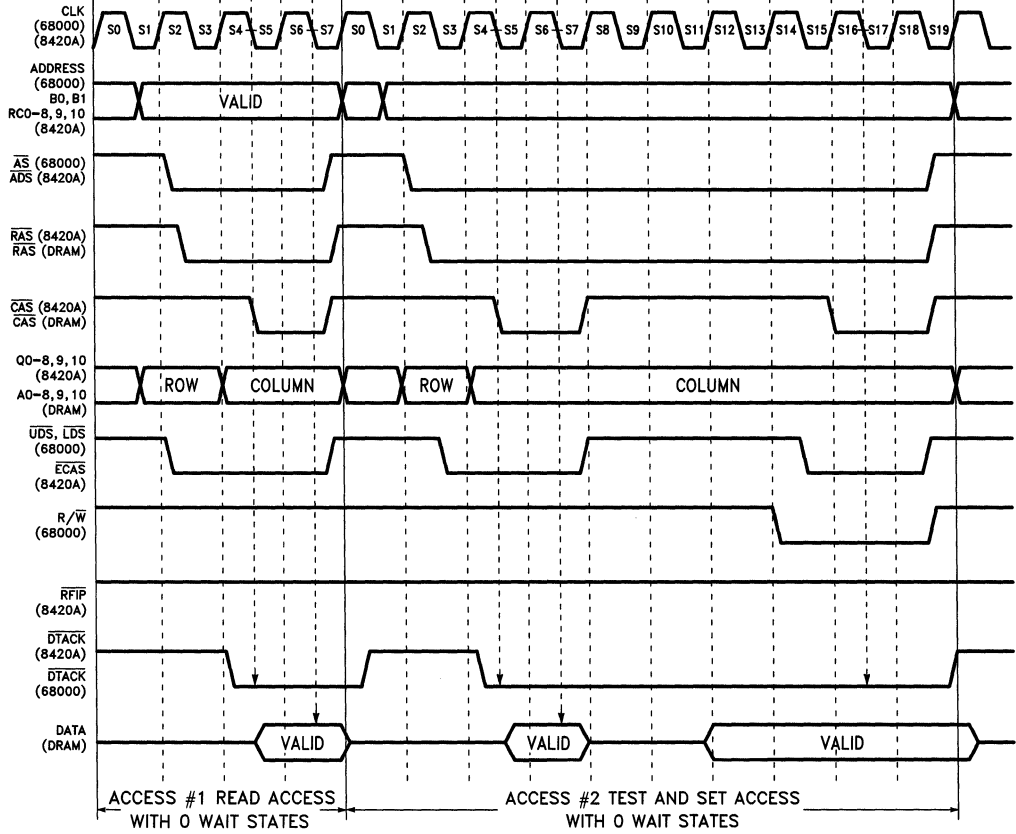 CLK
(68000)
(8420A)
S0 S1 S2 S3 S4 S5 S6 S7 S0 S1 S2 S3 S4 S5 S6 S7 S8 S9 S10 S11 S12 S13 S14 S15 S16 S17 S18 S19
ADDRESS
(68000)
B0, B1
RC0-8, 9, 10
(8420A)
VALID
AS (68000)
ADS (8420A)
RAS (8420A)
RAS (DRAM)
CAS (8420A)
CAS (DRAM)
Q0-8, 9, 10
(8420A)
A0-8, 9, 10
(DRAM)
ROW COLUMN ROW COLUMN
UDS, LDS
(68000)
ECAS
(8420A)
R/W
(68000)
RFIP
(8420A)
DTACK
(8420A)
DTACK
(68000)
DATA
(DRAM)
VALID VALID VALID
ACCESS #1 READ ACCESS
WITH 0 WAIT STATES
ACCESS #2 TEST AND SET ACCESS
WITH 0 WAIT STATES